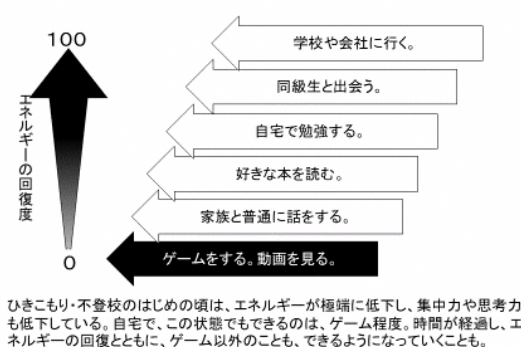 100
学校や会社に行く。
同級生と出会う。
自宅で勉強する。
好きな本を読む。
家族と普通に話をする。
ゲームをする。動画を見る。
0
エネルギーの回復度
ひきこもり・不登校のはじめの頃は、エネルギーが極端に低下し、集中力や思考力
も低下している。自宅で、この状態でもできるのは、ゲーム程度。時間が経過し、エ
ネルギーの回復とともに、ゲーム以外のことも、できるようになっていくことも。